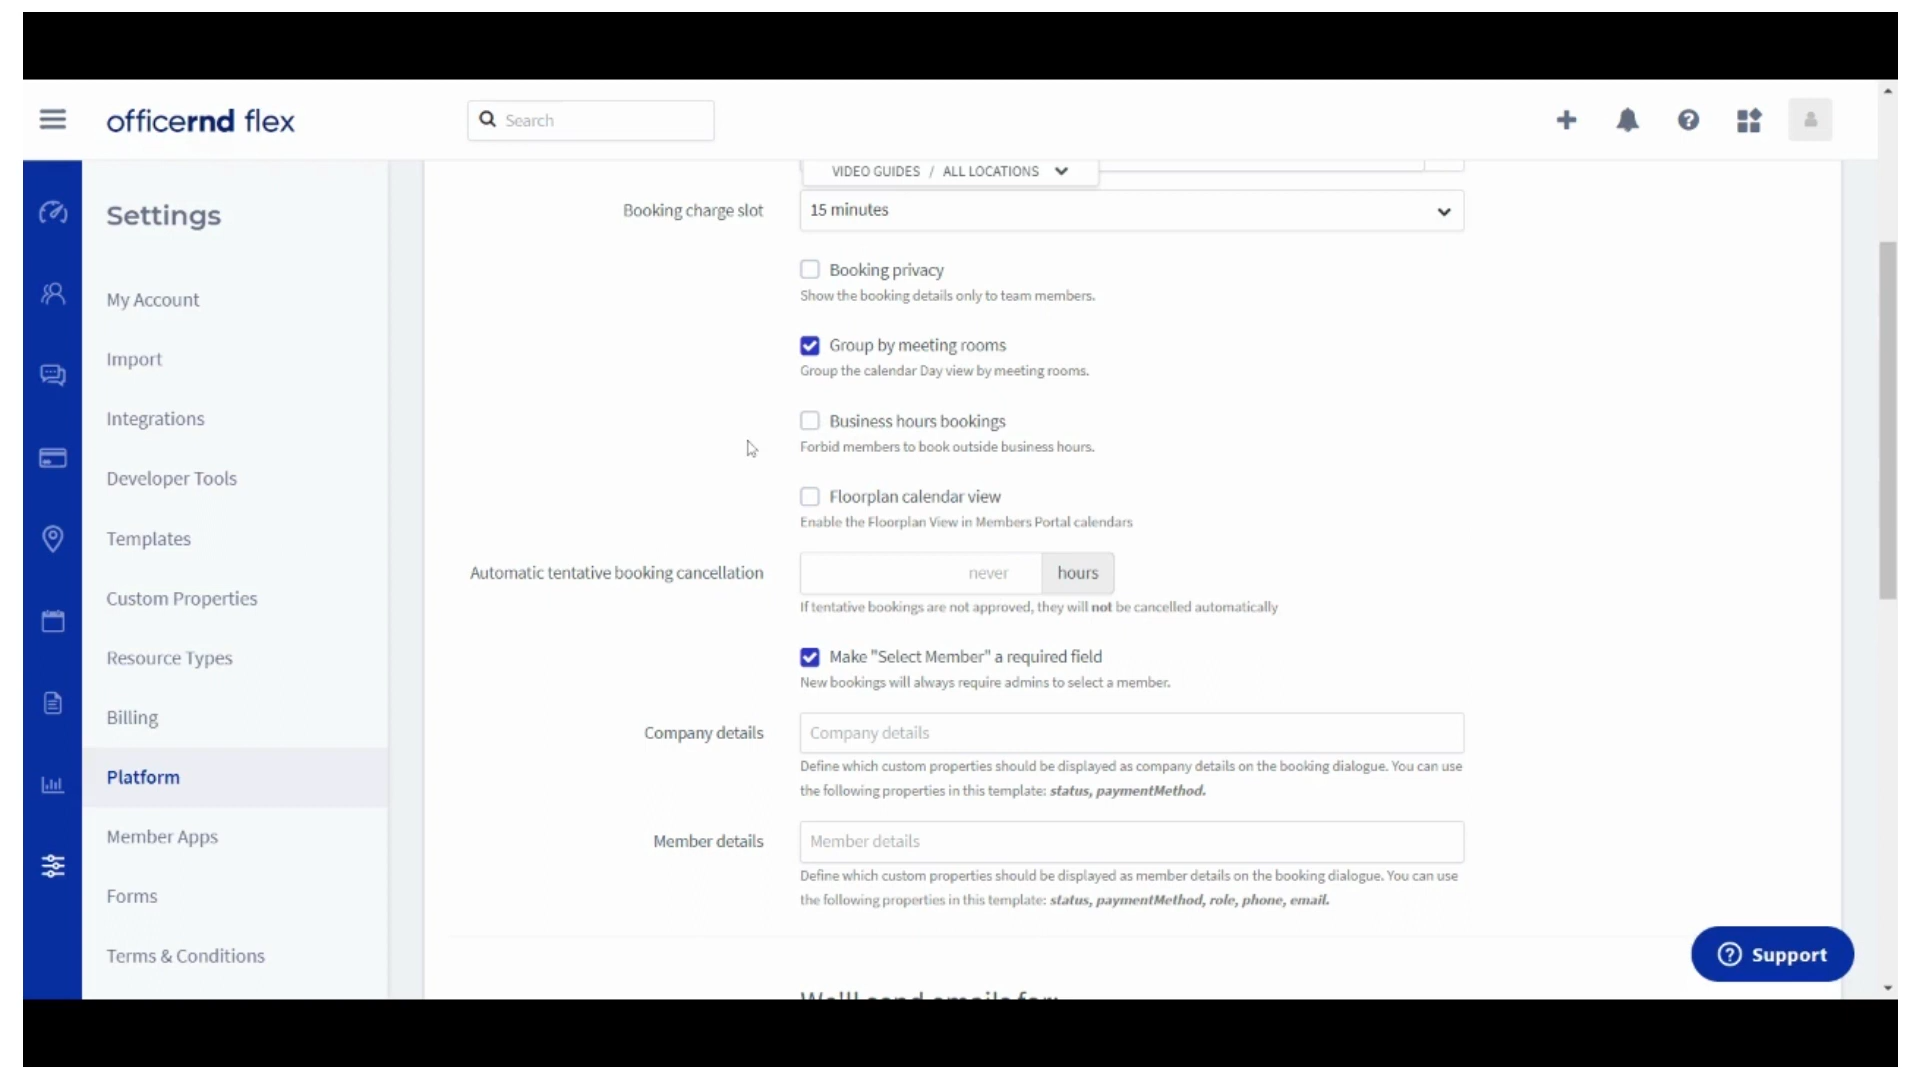 officernd flex
Search
VIDEO GUIDES / ALL LOCATIONS
Settings
My Account
Import
Integrations
Developer Tools
Templates
Custom Properties
Resource Types
Billing
Platform
Member Apps
Forms
Terms & Conditions
Booking charge slot
15 minutes
Booking privacy
Show the booking details only to team members.
Group by meeting rooms
Group the calendar Day view by meeting rooms.
Business hours bookings
Forbid members to book outside business hours.
Floorplan calendar view
Enable the Floorplan View in Members Portal calendars
Automatic tentative booking cancellation
never
hours
If tentative bookings are not approved, they will not be cancelled automatically
Make "Select Member" a required field
New bookings will always require admins to select a member.
Company details
Company details
Define which custom properties should be displayed as company details on the booking dialogue. You can use
the following properties in this template: status, paymentMethod.
Member details
Member details
Define which custom properties should be displayed as member details on the booking dialogue. You can use
the following properties in this template: status, paymentMethod, role, phone, email.
We'll send emails for:
Support